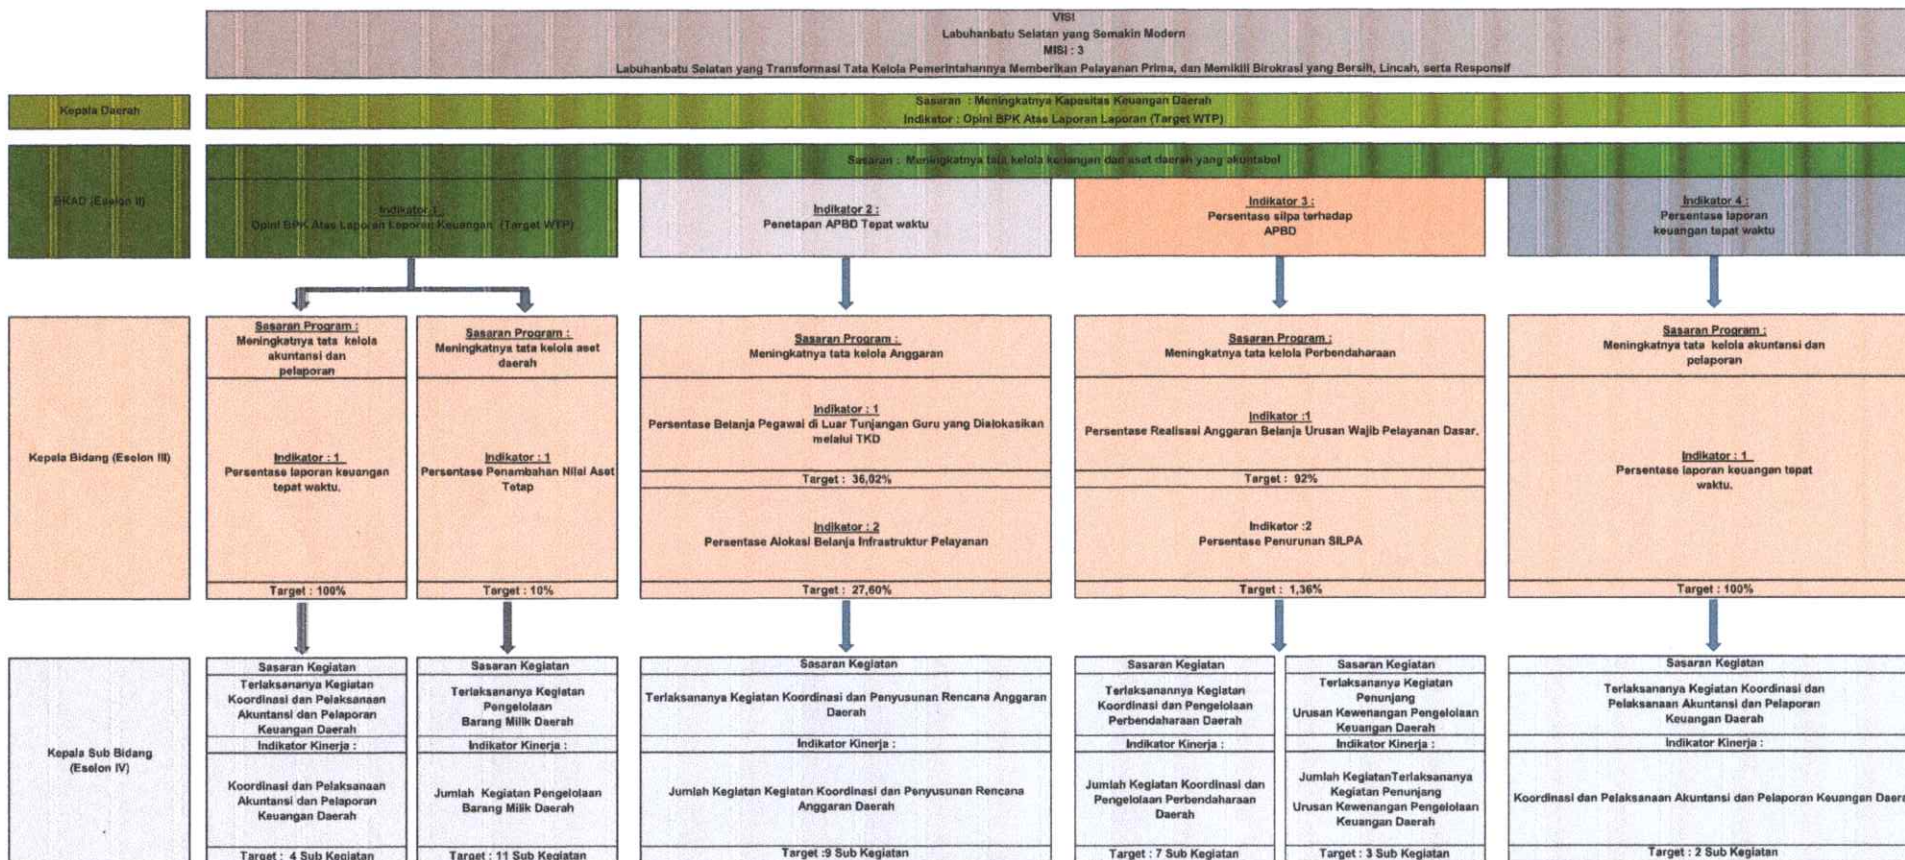 VISI
Labuhanbatu Selatan yang Semakin Modern
MISI : 3
Labuhanbatu Selatan yang Transformasi Tata Kelola Pemerintahannya Memberikan Pelayanan Prima, dan Memikili Birokrasi yang Bersih, Lincah, serta Responsif
Kepala Daerah
Sasaran : Meningkatnya Kapasitas Keuangan Daerah
Indikator : Opini BPK Atas Laporan Laporan (Target WTP)
BKAD (Eselon II)
Sasaran : Meningkatnya tata kelola keuangan dan aset daerah yang akuntabel
Indikator 1 :
Opini BPK Atas Laporan Laporan Keuangan (Target WTP)
Indikator 2 :
Penetapan APBD Tepat waktu
Indikator 3 :
Persentase silpa terhadap
APBD
Indikator 4 :
Persentase laporan
keuangan tepat waktu
Kepala Bidang (Eselon III)
Sasaran Program :
Meningkatnya tata kelola
akuntansi dan
pelaporan
Indikator : 1
Persentase laporan keuangan
tepat waktu.
Target : 100%
Sasaran Program :
Meningkatnya tata kelola aset
daerah
Indikator : 1
Persentase Penambahan Nilai Aset
Tetap
Target : 10%
Sasaran Program :
Meningkatnya tata kelola Anggaran
Indikator : 1
Persentase Belanja Pegawai di Luar Tunjangan Guru yang Dialokasikan
melalui TKD
Target : 36,02%
Indikator : 2
Persentase Alokasi Belanja Infrastruktur Pelayanan
Target : 27,60%
Sasaran Program :
Meningkatnya tata kelola Perbendaharaan
Indikator :1
Persentase Realisasi Anggaran Belanja Urusan Wajib Pelayanan Dasar.
Target : 92%
Indikator :2
Persentase Penurunan SILPA
Target : 1,36%
Sasaran Program :
Meningkatnya tata kelola akuntansi dan
pelaporan
Indikator : 1
Persentase laporan keuangan tepat
waktu.
Target : 100%
Kepala Sub Bidang
(Eselon IV)
Sasaran Kegiatan
Terlaksananya Kegiatan
Koordinasi dan Pelaksanaan
Akuntansi dan Pelaporan
Keuangan Daerah
Indikator Kinerja :
Koordinasi dan Pelaksanaan
Akuntansi dan Pelaporan
Keuangan Daerah
Target : 4 Sub Kegiatan
Sasaran Kegiatan
Terlaksananya Kegiatan
Pengelolaan
Barang Milik Daerah
Indikator Kinerja :
Jumlah Kegiatan Pengelolaan
Barang Milik Daerah
Target : 11 Sub Kegiatan
Sasaran Kegiatan
Terlaksananya Kegiatan Koordinasi dan Penyusunan Rencana Anggaran
Daerah
Indikator Kinerja :
Jumlah Kegiatan Kegiatan Koordinasi dan Penyusunan Rencana
Anggaran Daerah
Target :9 Sub Kegiatan
Sasaran Kegiatan
Terlaksanannya Kegiatan
Koordinasi dan Pengelolaan
Perbendaharaan Daerah
Indikator Kinerja :
Jumlah Kegiatan Koordinasi dan
Pengelolaan Perbendaharaan
Daerah
Target : 7 Sub Kegiatan
Sasaran Kegiatan
Terlaksananya Kegiatan
Penunjang
Urusan Kewenangan Pengelolaan
Keuangan Daerah
Indikator Kinerja :
Jumlah KegiatanTerlaksananya
Kegiatan Penunjang
Urusan Kewenangan Pengelolaan
Keuangan Daerah
Target : 3 Sub Kegiatan
Sasaran Kegiatan
Terlaksananya Kegiatan Koordinasi dan
Pelaksanaan Akuntansi dan Pelaporan
Keuangan Daerah
Indikator Kinerja :
Koordinasi dan Pelaksanaan Akuntansi dan Pelaporan Keuangan Daera
Target : 2 Sub Kegiatan